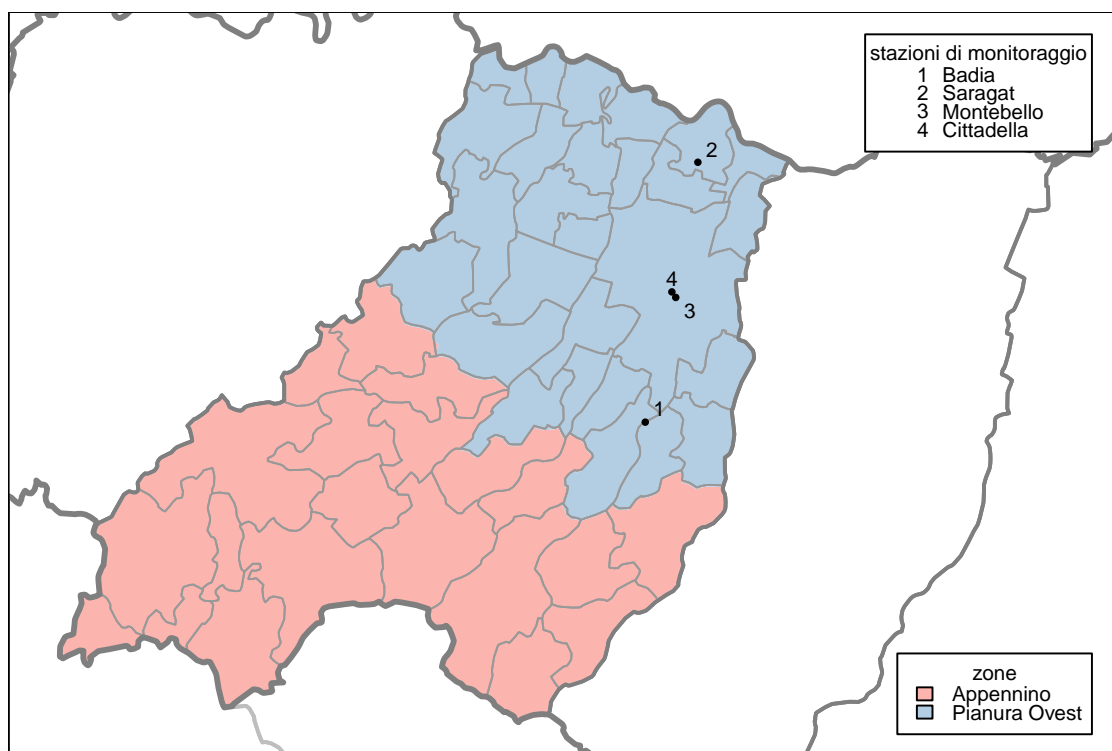 stazioni di monitoraggio
1 Badia
2 Saragat
3 Montebello
4 Cittadella
2
4
3
1
zone
Appennino
Pianura Ovest